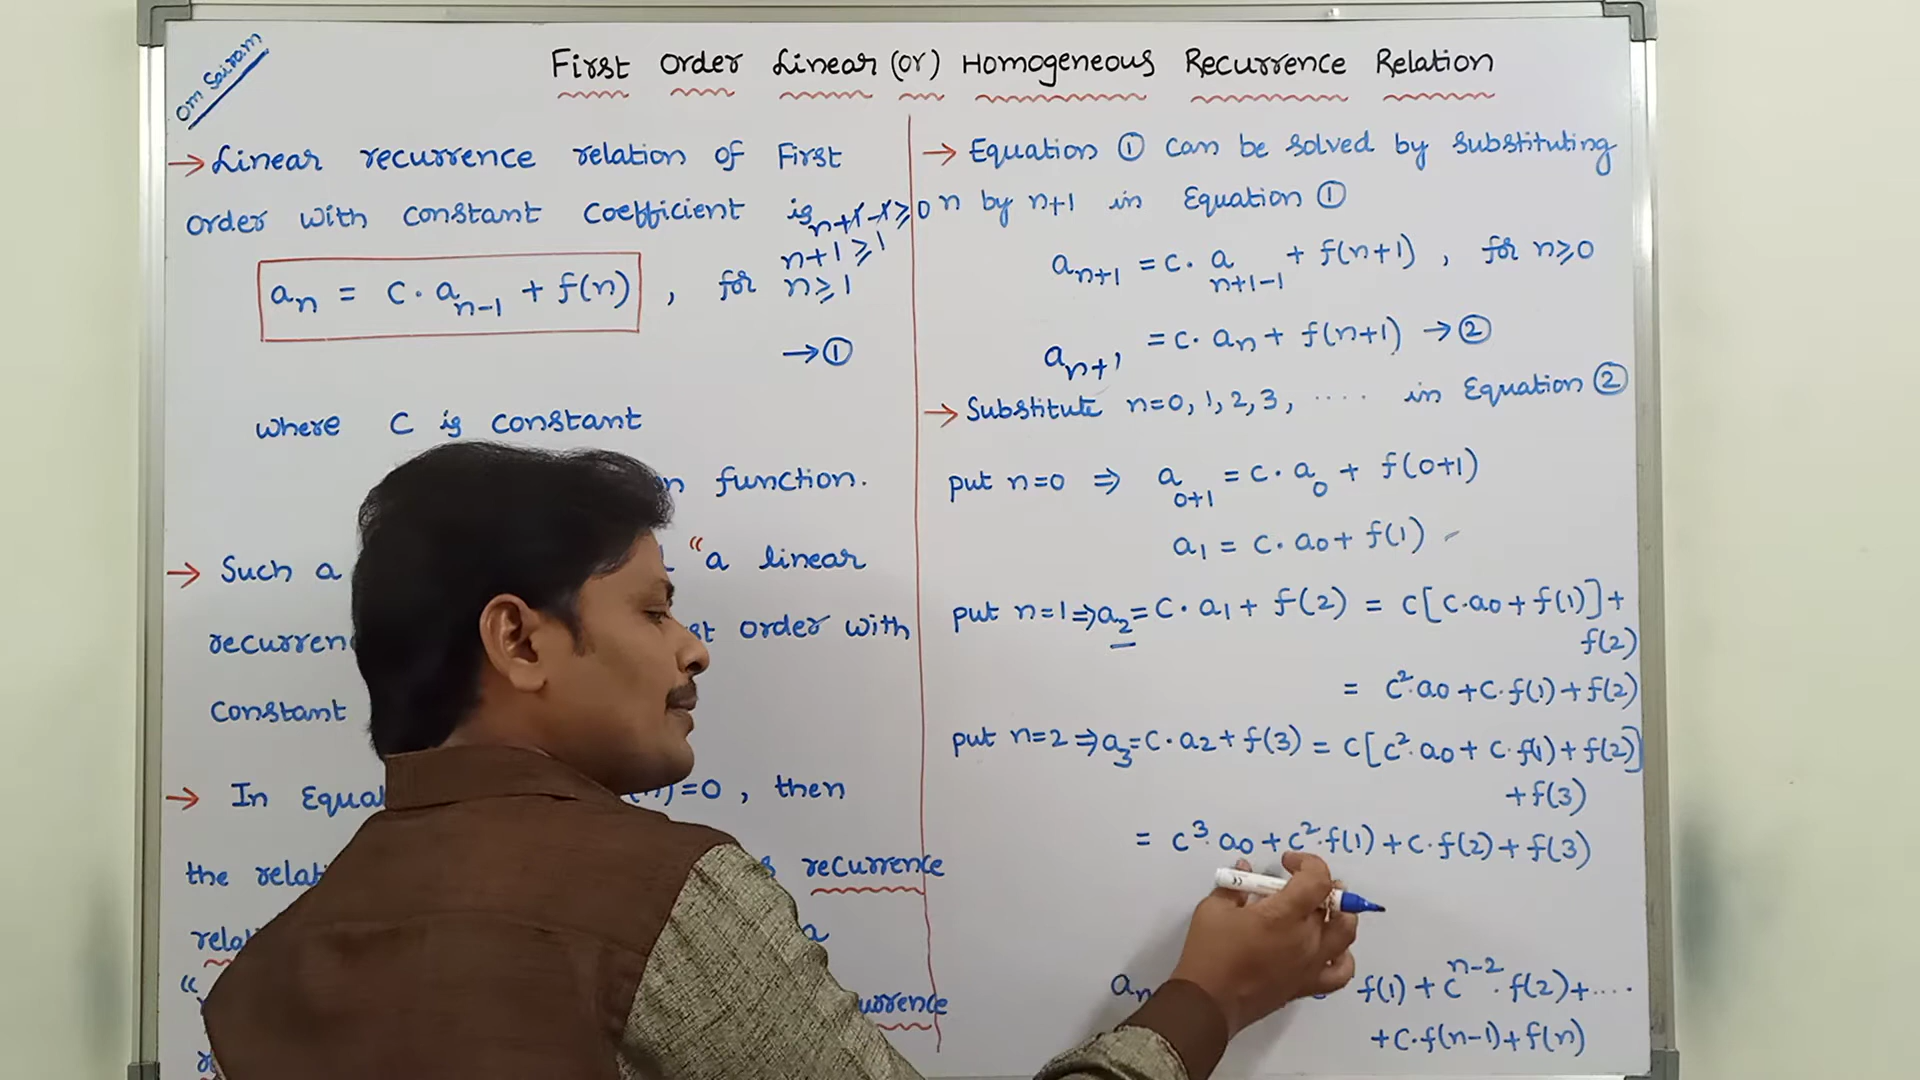 Om Sairam
First Order Linear (or) Homogeneous Recurrence Relation
→ Linear recurrence relation of First
order with constant coefficient is
n+1-1≥0
n+1≥1
aₙ = c·aₙ₋₁ + f(n) , for n≥1
→①
where c is constant
function.
→ Such a "a linear
order with
constant
→ In =0, then
the recurrence
a
"
→ Equation ① can be solved by substituting
n by n+1 in Equation ①
aₙ₊₁ = c·aₙ₊₁₋₁ + f(n+1) , for n≥0
aₙ₊₁ = c·aₙ + f(n+1) →②
→ Substitute n=0, 1, 2, 3, ..... in Equation ②
put n=0 ⇒ a₀₊₁ = c·a₀ + f(0+1)
a₁ = c·a₀ + f(1)
put n=1 ⇒ a₂ = c·a₁ + f(2) = c[c·a₀ + f(1)] +
f(2)
= c²·a₀ + c·f(1) + f(2)
put n=2 ⇒ a₃ = c·a₂ + f(3) = c[c²·a₀ + c·f(1) + f(2)]
+ f(3)
= c³·a₀ + c²·f(1) + c·f(2) + f(3)
aₙ f(1) + cⁿ⁻²·f(2) + .....
+ c·f(n-1) + f(n)